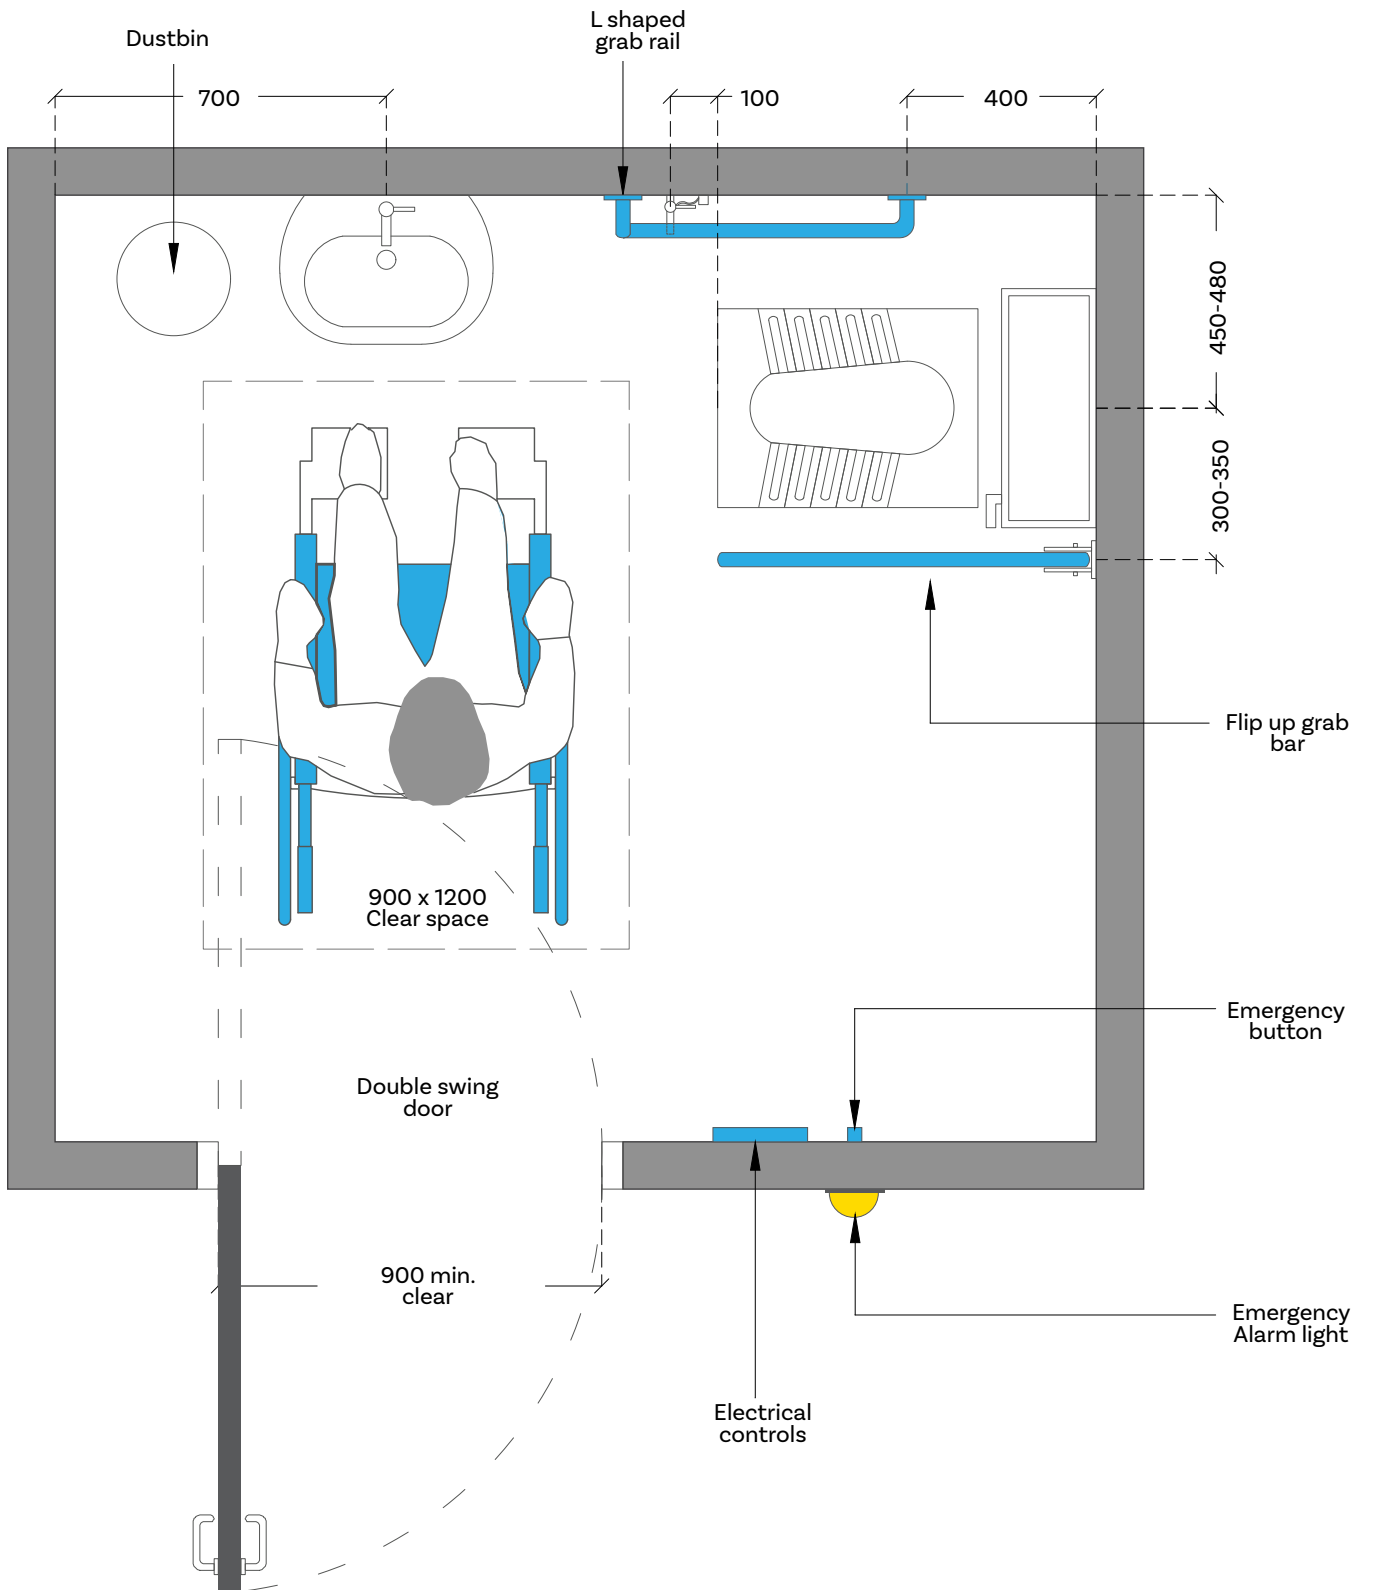 L shaped
grab rail
Dustbin
700
100
400
450-480
300-350
Flip up grab
bar
900 x 1200
Clear space
Emergency
button
Double swing
door
900 min.
clear
Emergency
Alarm light
Electrical
controls